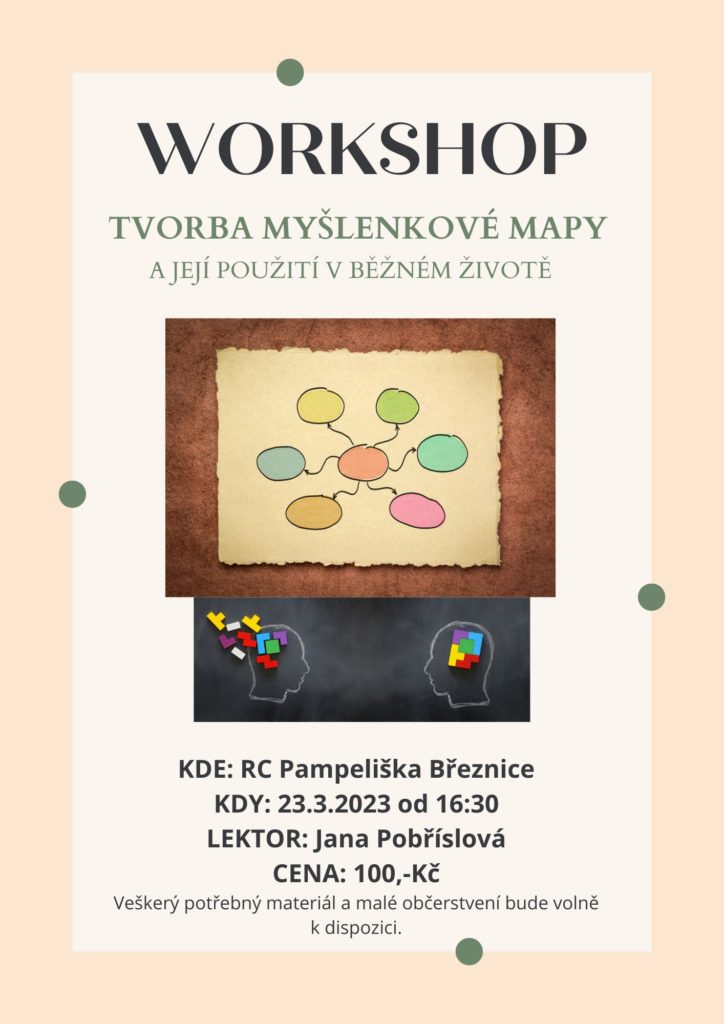 WORKSHOP
TVORBA MYŠLENKOVÉ MAPY
A JEJÍ POUŽITÍ V BĚŽNÉM ŽIVOTĚ
KDE: RC Pampeliška Březnice
KDY: 23.3.2023 od 16:30
LEKTOR: Jana Pobříslová
CENA: 100,-Kč
Veškerý potřebný materiál a malé občerstvení bude volně
k dispozici.